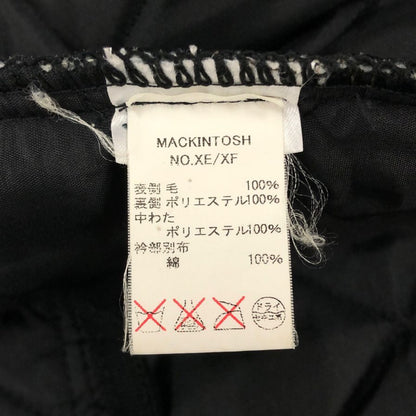 MACKINTOSH
NO.XE/XF
表側 毛 100%
裏側 ポリエステル100%
中わた
ポリエステル100%
衿部別布
綿 100%
ドライ
セキユ系